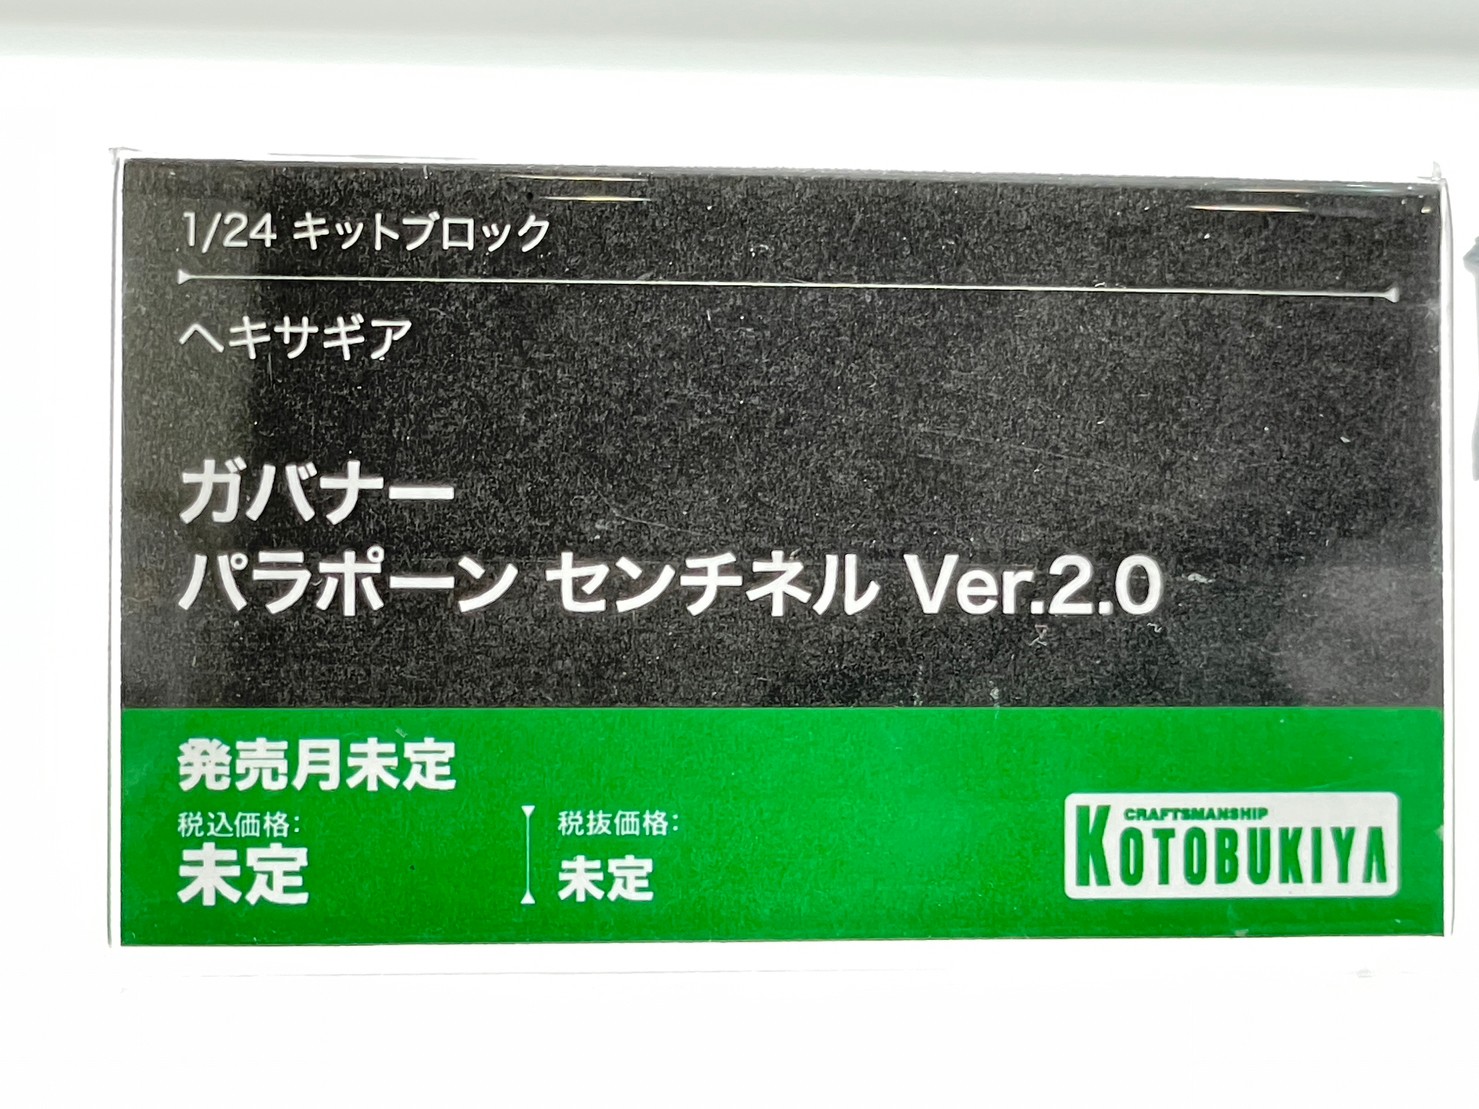 1/24 キットブロック
ヘキサギア
ガバナー
パラポーン センチネル Ver.2.0
発売月未定
税込価格:
未定
税抜価格:
未定
CRAFTSMANSHIP
KOTOBUKIYA